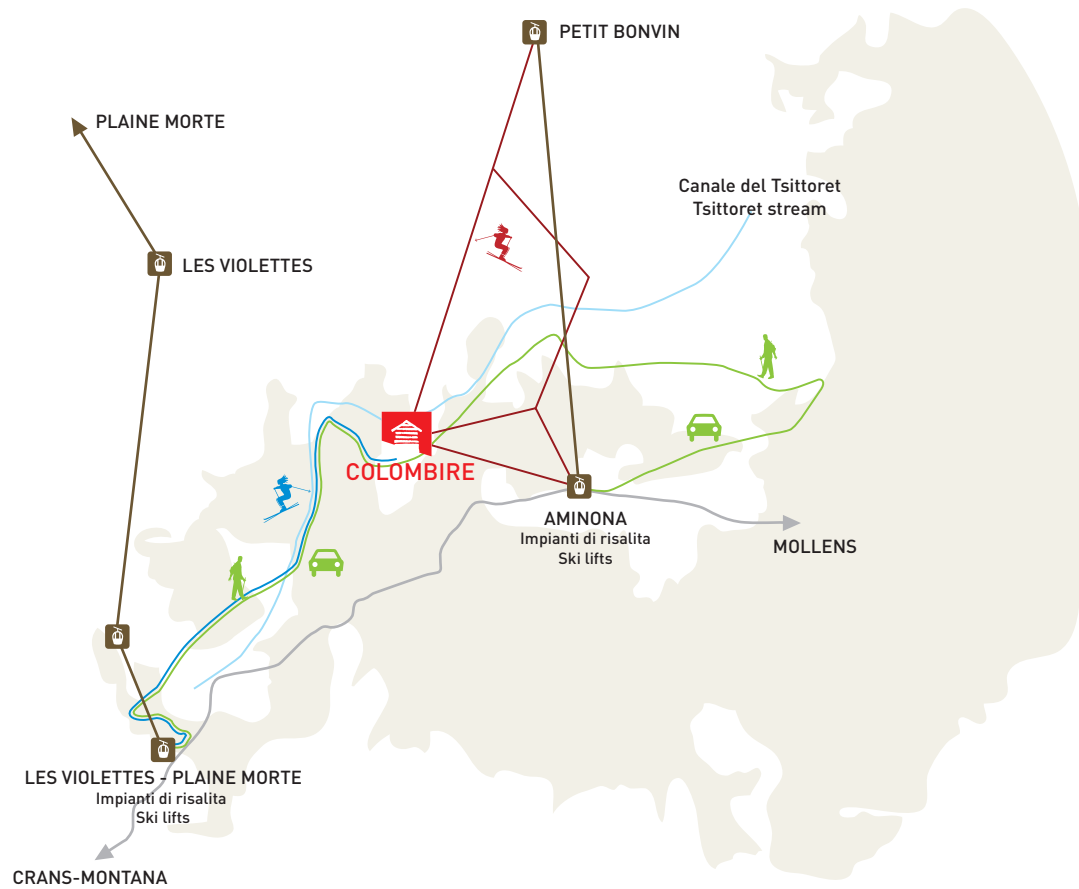 PETIT BONVIN
PLAINE MORTE
Canale del Tsittoret
Tsittoret stream
LES VIOLETTES
COLOMBIRE
AMINONA
Impianti di risalita
Ski lifts
MOLLENS
LES VIOLETTES - PLAINE MORTE
Impianti di risalita
Ski lifts
CRANS-MONTANA